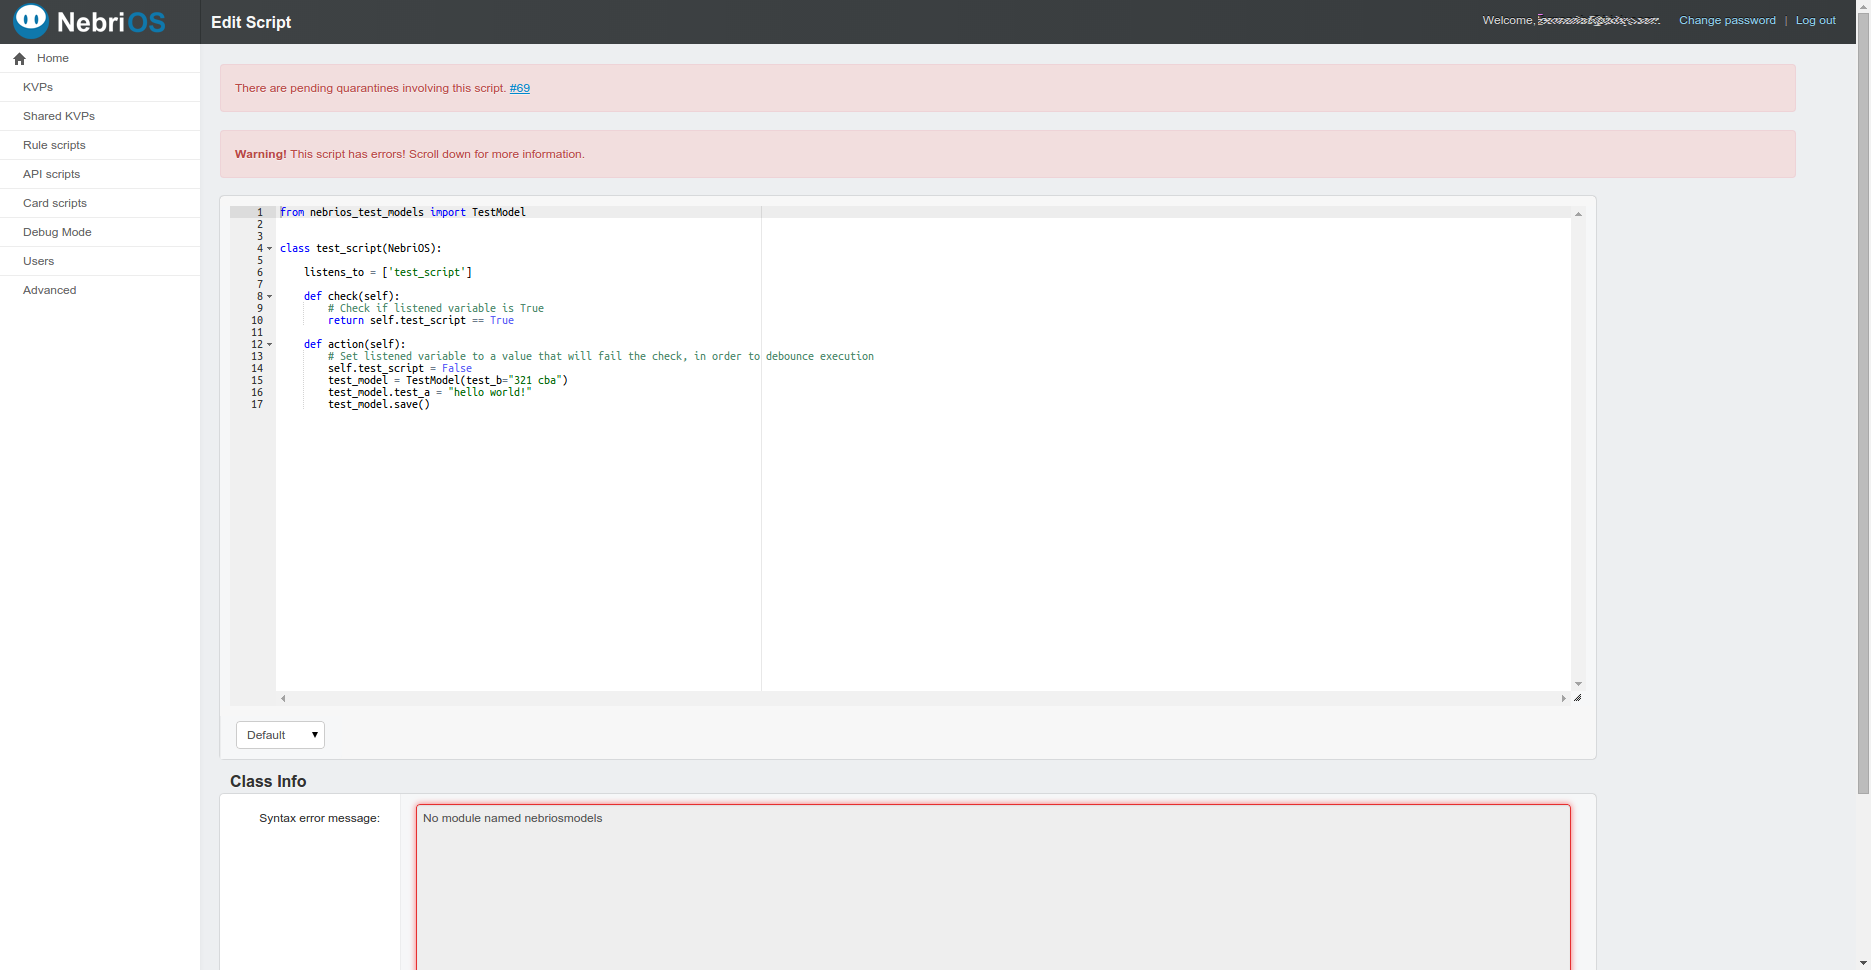 NebriOS
Edit Script
Welcome,
Change password | Log out
Home
KVPs
Shared KVPs
Rule scripts
API scripts
Card scripts
Debug Mode
Users
Advanced
There are pending quarantines involving this script. #69
Warning! This script has errors! Scroll down for more information.
1 from nebrios_test_models import TestModel
2
3
4 class test_script(NebriOS):
5
6 listens_to = ['test_script']
7
8 def check(self):
9 # Check if listened variable is True
10 return self.test_script == True
11
12 def action(self):
13 # Set listened variable to a value that will fail the check, in order to debounce execution
14 self.test_script = False
15 test_model = TestModel(test_b="321 cba")
16 test_model.test_a = "hello world!"
17 test_model.save()
Default
Class Info
Syntax error message:
No module named nebriosmodels